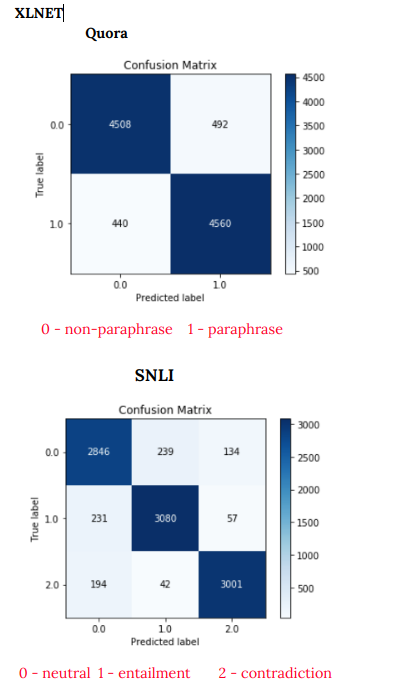 XLNET
Quora
Confusion Matrix
4500
4000
3500
3000
2500
2000
1500
1000
500
True label
0.0
4508 492
1.0
440 4560
0.0 1.0
Predicted label
0 - non-paraphrase 1 - paraphrase
SNLI
Confusion Matrix
3000
2500
2000
1500
1000
500
True label
0.0
2846 239 134
1.0
231 3080 57
2.0
194 42 3001
0.0 1.0 2.0
Predicted label
0 - neutral 1 - entailment 2 - contradiction